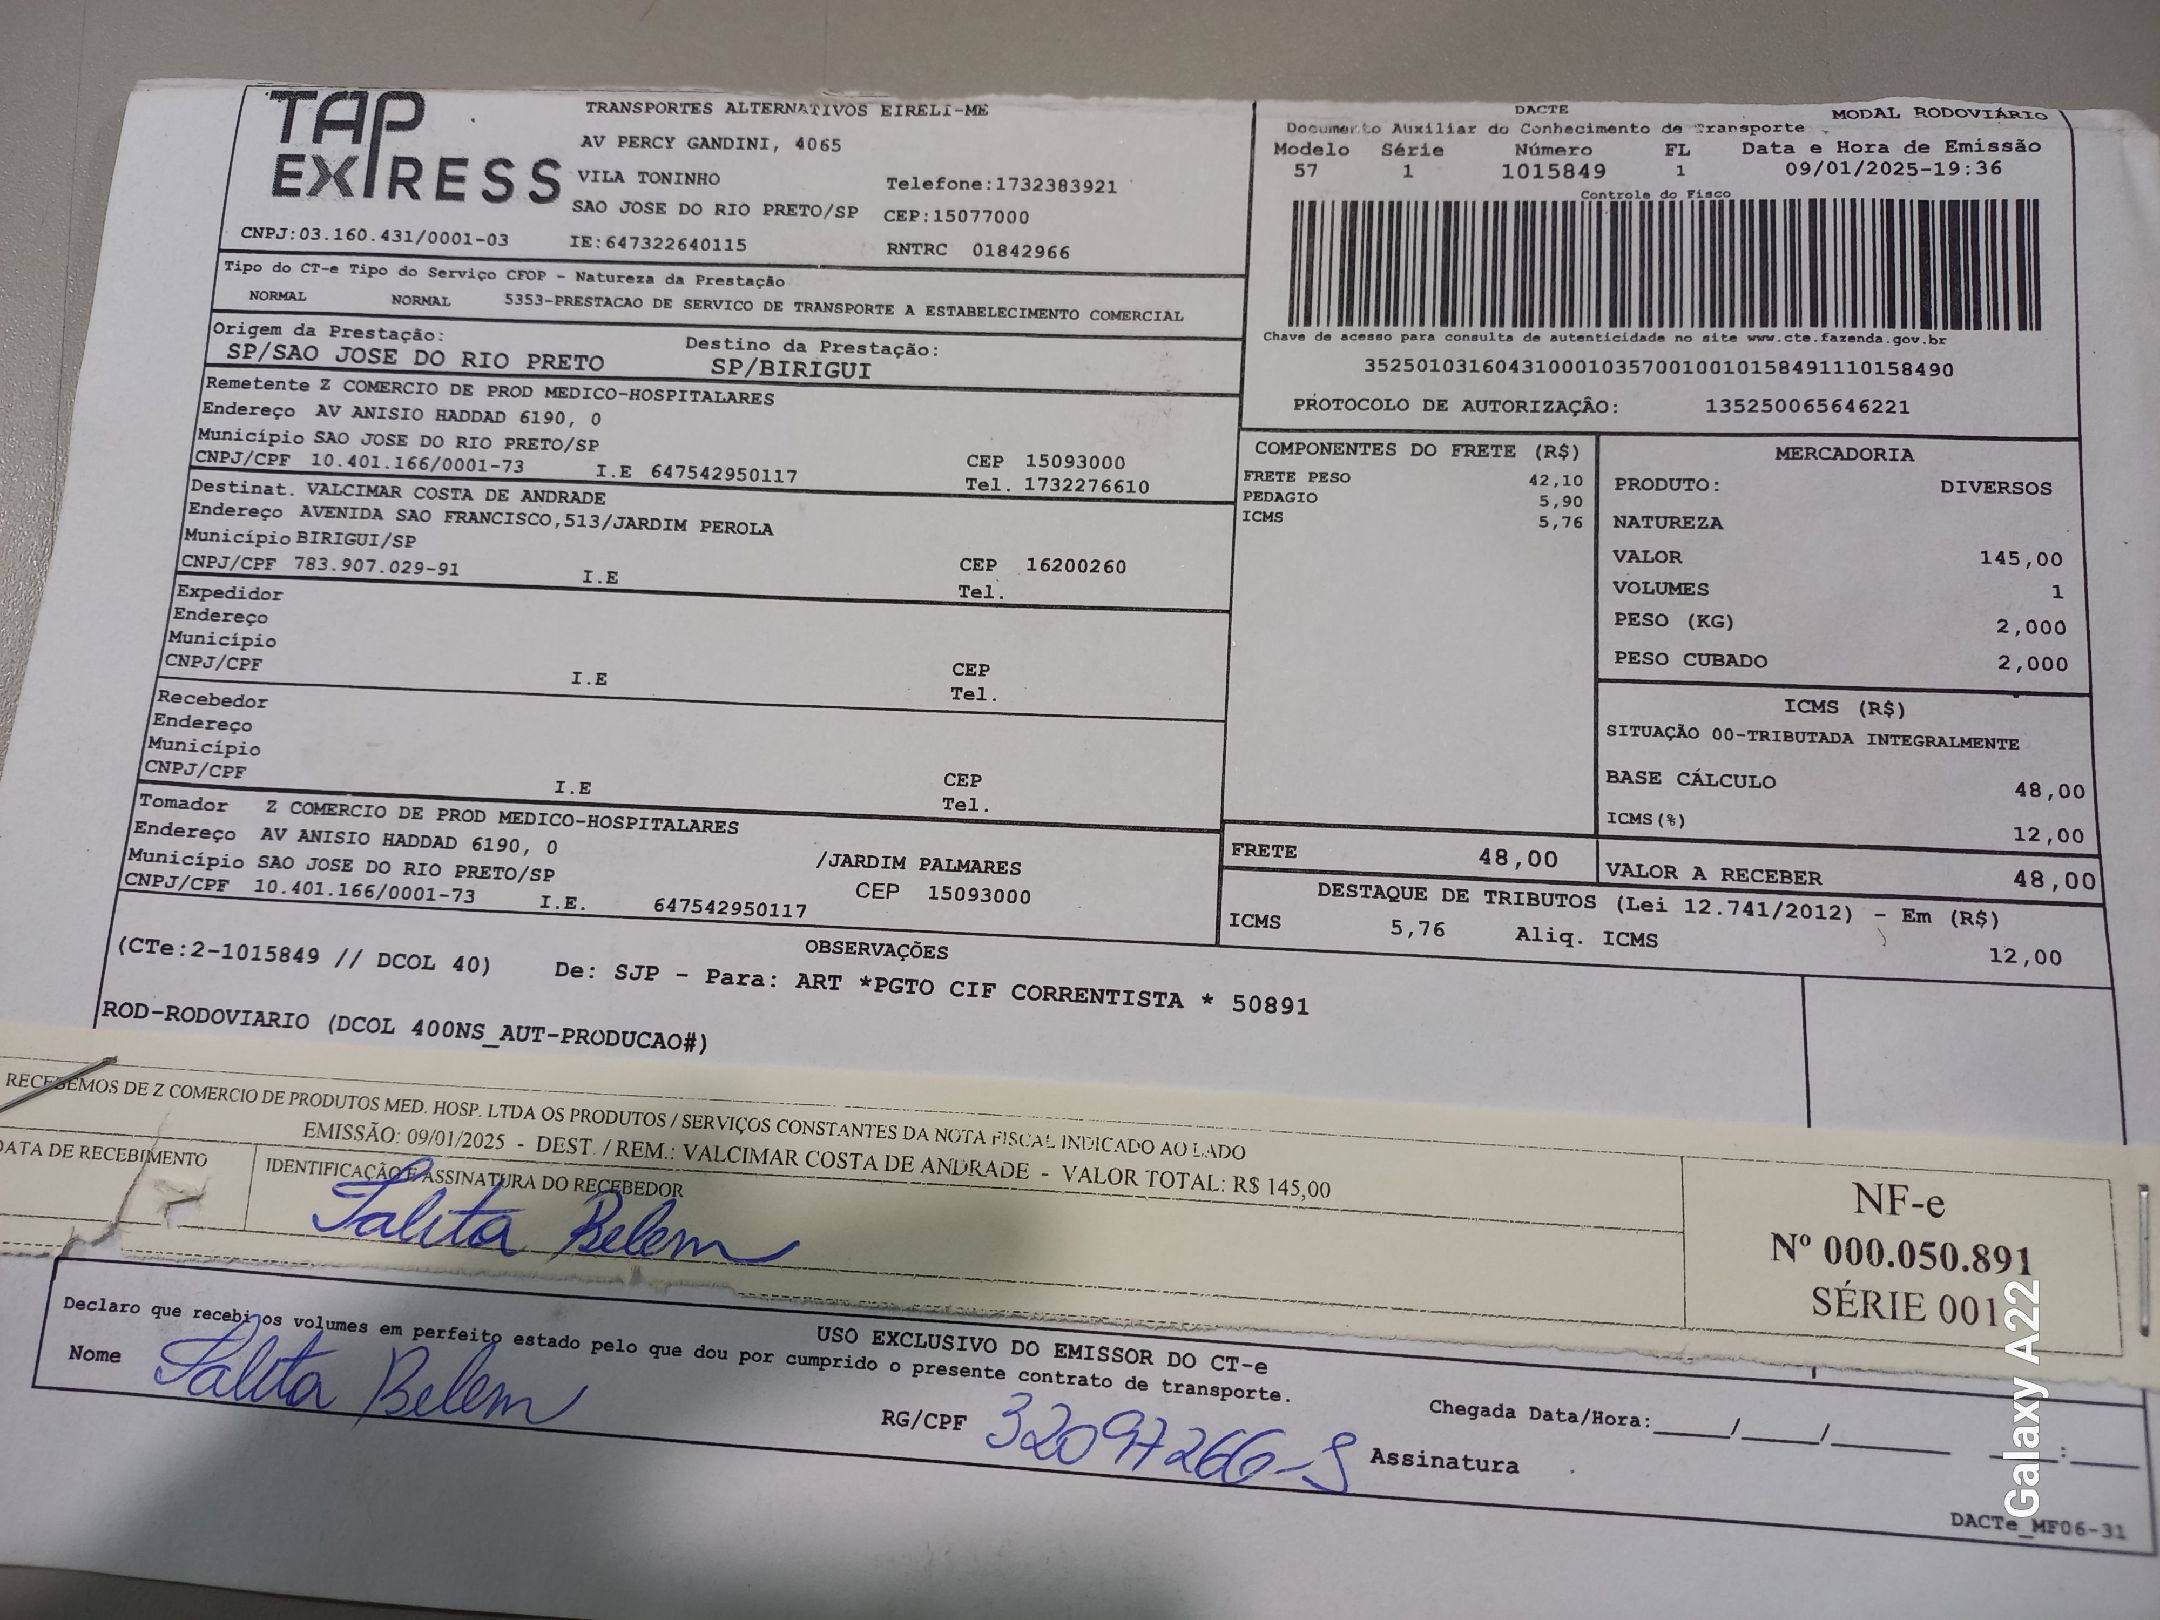 TAP EXPRESS
TRANSPORTES ALTERNATIVOS EIRELI-ME
AV PERCY GANDINI, 4065
VILA TONINHO Telefone:1732383921
SAO JOSE DO RIO PRETO/SP CEP:15077000
CNPJ:03.160.431/0001-03 IE:647322640115 RNTRC 01842966
DACTE MODAL RODOVIÁRIO
Documento Auxiliar do Conhecimento de Transporte
Modelo Série Número FL Data e Hora de Emissão
57 1 1015849 1 09/01/2025-19:36
Controle do Fisco
Chave de acesso para consulta de autenticidade no site www.cte.fazenda.gov.br
35250103160431000103570010010158491110158490
PROTOCOLO DE AUTORIZAÇÃO: 135250065646221
Tipo do CT-e Tipo do Serviço CFOP - Natureza da Prestação
NORMAL NORMAL 5353-PRESTACAO DE SERVICO DE TRANSPORTE A ESTABELECIMENTO COMERCIAL
Origem da Prestação: Destino da Prestação:
SP/SAO JOSE DO RIO PRETO SP/BIRIGUI
Remetente Z COMERCIO DE PROD MEDICO-HOSPITALARES
Endereço AV ANISIO HADDAD 6190, 0
Município SAO JOSE DO RIO PRETO/SP CEP 15093000
CNPJ/CPF 10.401.166/0001-73 I.E 647542950117 Tel. 1732276610
Destinat. VALCIMAR COSTA DE ANDRADE
Endereço AVENIDA SAO FRANCISCO,513/JARDIM PEROLA
Município BIRIGUI/SP CEP 16200260
CNPJ/CPF 783.907.029-91 I.E Tel.
Expedidor
Endereço
Município CEP
CNPJ/CPF I.E Tel.
Recebedor
Endereço
Município CEP
CNPJ/CPF I.E Tel.
Tomador Z COMERCIO DE PROD MEDICO-HOSPITALARES
Endereço AV ANISIO HADDAD 6190, 0 /JARDIM PALMARES
Município SAO JOSE DO RIO PRETO/SP CEP 15093000
CNPJ/CPF 10.401.166/0001-73 I.E. 647542950117
COMPONENTES DO FRETE (R$)
FRETE PESO 42,10
PEDAGIO 5,90
ICMS 5,76
MERCADORIA
PRODUTO: DIVERSOS
NATUREZA
VALOR 145,00
VOLUMES 1
PESO (KG) 2,000
PESO CUBADO 2,000
ICMS (R$)
SITUAÇÃO 00-TRIBUTADA INTEGRALMENTE
BASE CÁLCULO 48,00
ICMS(%) 12,00
FRETE 48,00 VALOR A RECEBER 48,00
DESTAQUE DE TRIBUTOS (Lei 12.741/2012) - Em (R$)
ICMS 5,76 Aliq. ICMS 12,00
OBSERVAÇÕES
(CTe:2-1015849 // DCOL 40) De: SJP - Para: ART *PGTO CIF CORRENTISTA * 50891
ROD-RODOVIARIO (DCOL 400NS_AUT-PRODUCAO#)
RECEBEMOS DE Z COMERCIO DE PRODUTOS MED. HOSP. LTDA OS PRODUTOS / SERVIÇOS CONSTANTES DA NOTA FISCAL INDICADO AO LADO
EMISSÃO: 09/01/2025 - DEST. / REM.: VALCIMAR COSTA DE ANDRADE - VALOR TOTAL: R$ 145,00
DATA DE RECEBIMENTO IDENTIFICAÇÃO E ASSINATURA DO RECEBEDOR
Talita Belem
NF-e
Nº 000.050.891
SÉRIE 001
USO EXCLUSIVO DO EMISSOR DO CT-e
Declaro que recebi os volumes em perfeito estado pelo que dou por cumprido o presente contrato de transporte.
Nome Talita Belem RG/CPF 32097266-9 Assinatura
Chegada Data/Hora:____/____/______ ___:____
DACTe_MF06-31
Galaxy A22